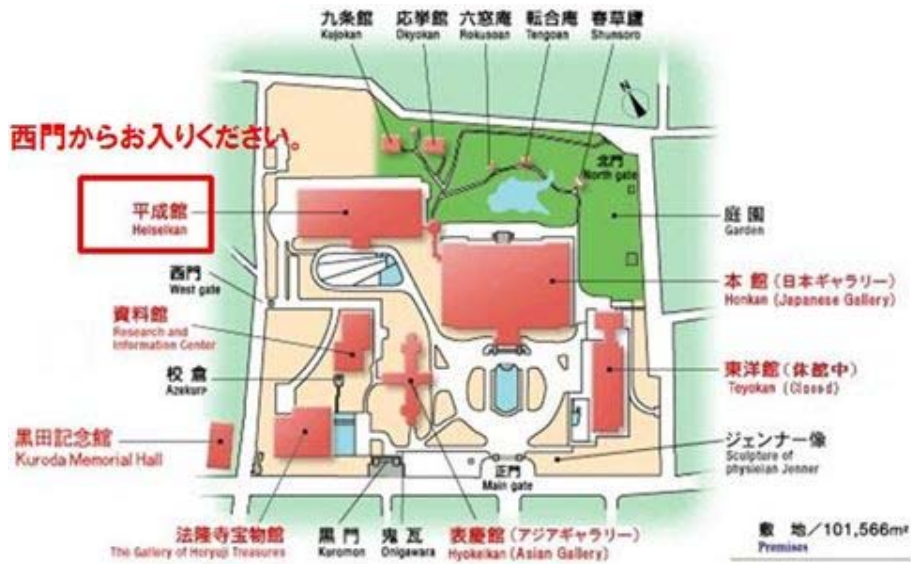 九条館
Kujokan
応挙館
Okyokan
六窓庵
Rokusoan
転合庵
Tengoan
春草廬
Shunsoro
N
西門からお入りください。
北門
North gate
平成館
Heiseikan
庭園
Garden
西門
West gate
本館(日本ギャラリー)
Honkan (Japanese Gallery)
資料館
Research and
Information Center
校倉
Azekura
東洋館(休館中)
Toyokan (Closed)
黒田記念館
Kuroda Memorial Hall
ジェンナー像
Sculpture of
physician Jenner
正門
Main gate
法隆寺宝物館
The Gallery of Horyuji Treasures
黒門
Kuromon
鬼瓦
Onigawara
表慶館(アジアギャラリー)
Hyokeikan (Asian Gallery)
敷 地/101,566m²
Premises